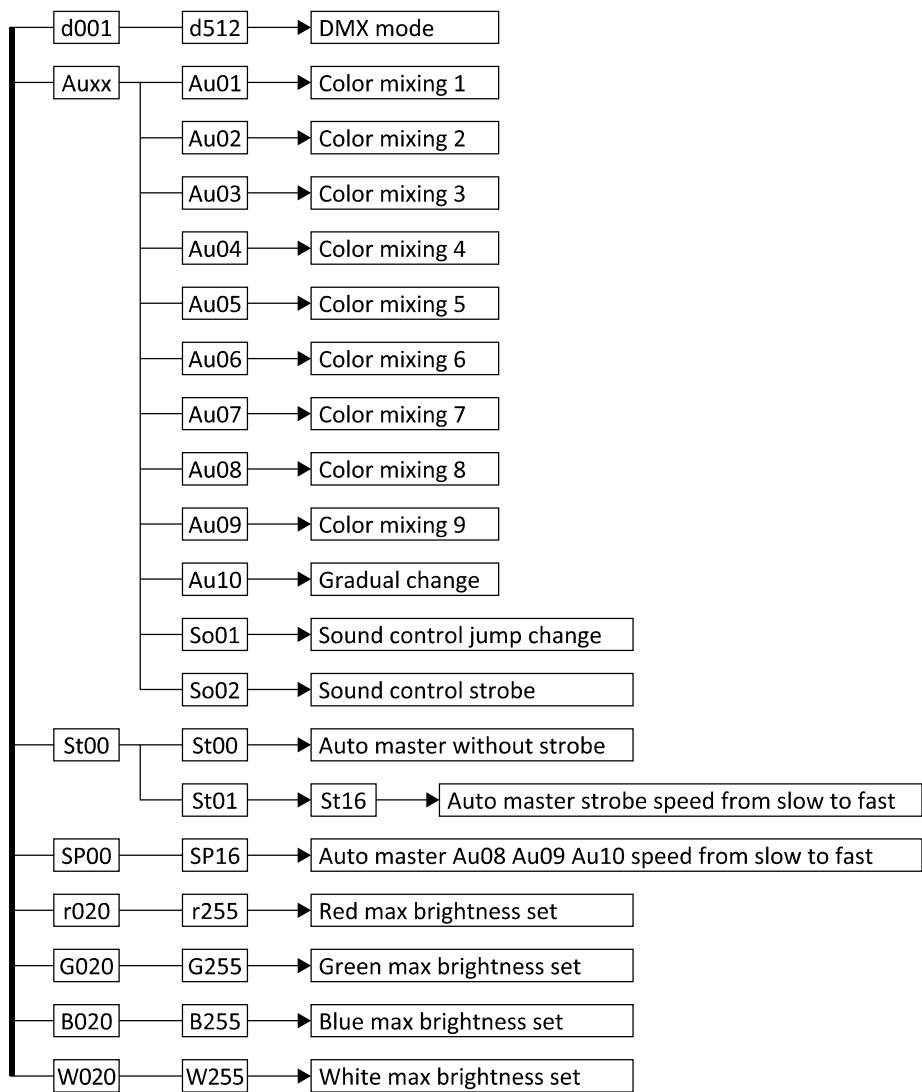 d001 d512 DMX mode
Auxx Au01 Color mixing 1
Au02 Color mixing 2
Au03 Color mixing 3
Au04 Color mixing 4
Au05 Color mixing 5
Au06 Color mixing 6
Au07 Color mixing 7
Au08 Color mixing 8
Au09 Color mixing 9
Au10 Gradual change
So01 Sound control jump change
So02 Sound control strobe
St00 St00 Auto master without strobe
St01 St16 Auto master strobe speed from slow to fast
SP00 SP16 Auto master Au08 Au09 Au10 speed from slow to fast
r020 r255 Red max brightness set
G020 G255 Green max brightness set
B020 B255 Blue max brightness set
W020 W255 White max brightness set